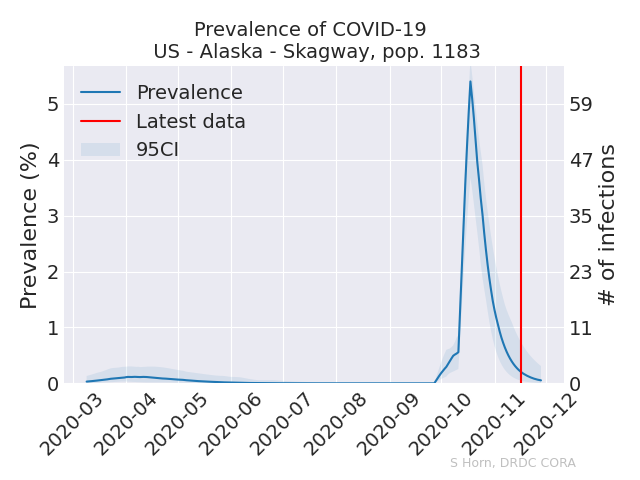 Prevalence of COVID-19
US - Alaska - Skagway, pop. 1183
Prevalence
Latest data
95CI
Prevalence (%)
5
4
3
2
1
0
59
47
35
23
11
0
# of infections
2020-03
2020-04
2020-05
2020-06
2020-07
2020-08
2020-09
2020-10
2020-11
2020-12
S Horn, DRDC CORA